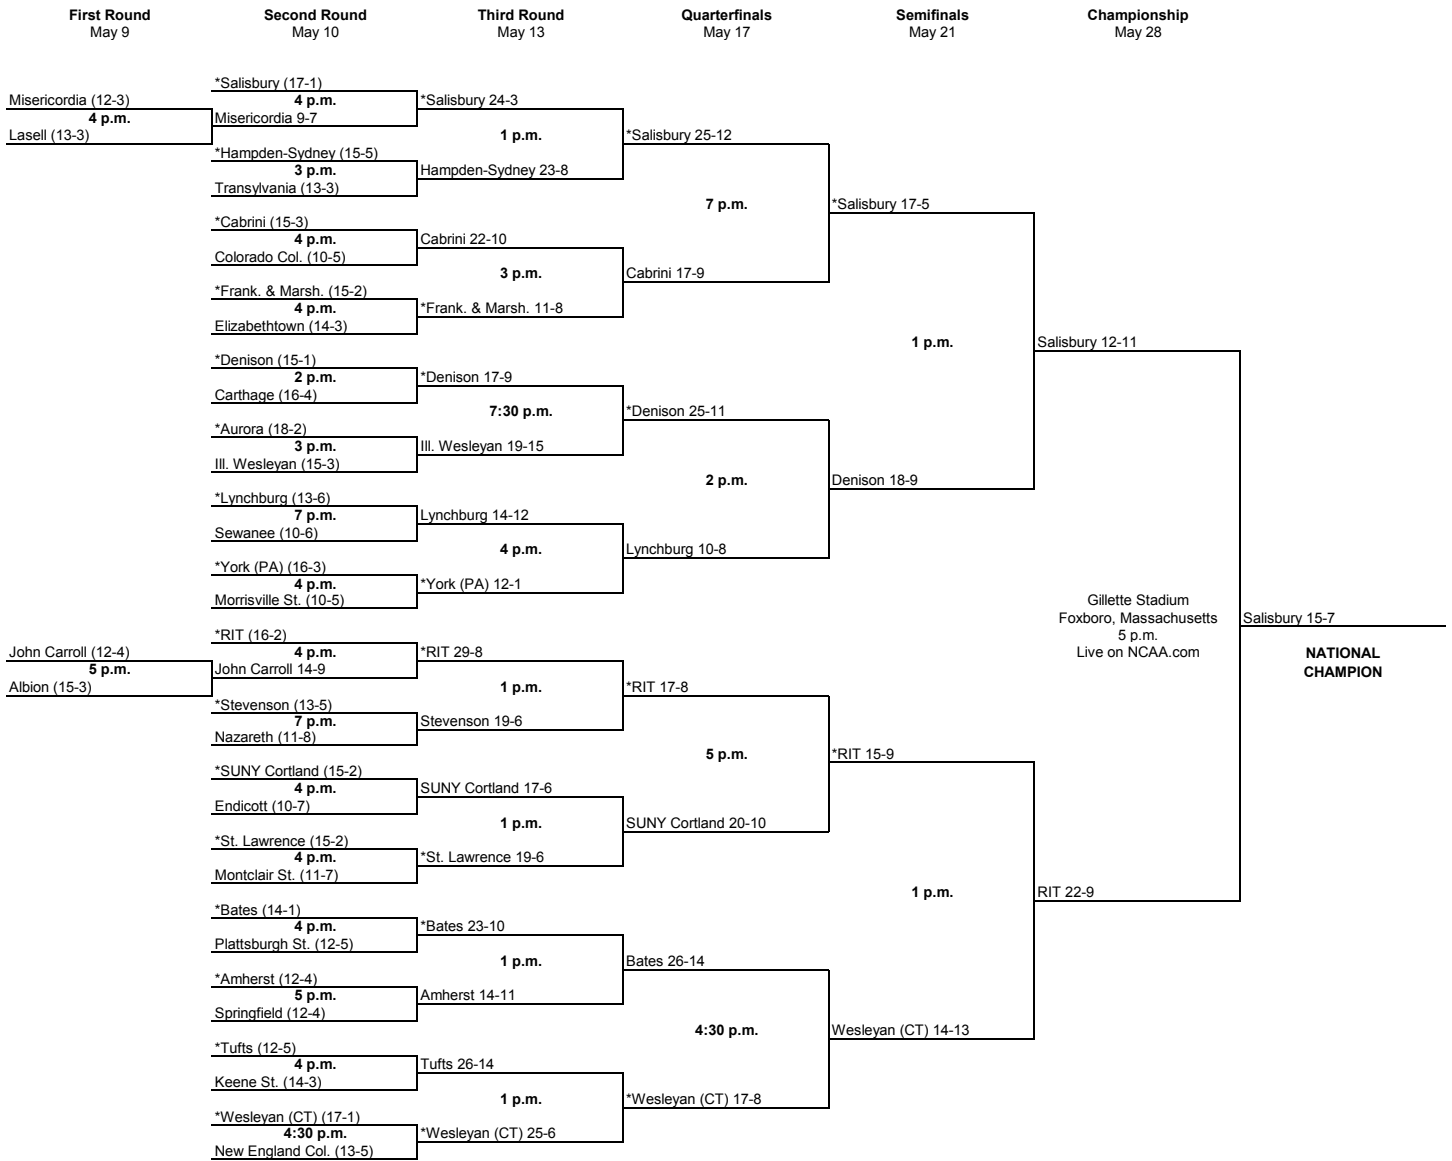 First Round
May 9
Second Round
May 10
Third Round
May 13
Quarterfinals
May 17
Semifinals
May 21
Championship
May 28
Misericordia (12-3)
4 p.m.
Lasell (13-3)
John Carroll (12-4)
5 p.m.
Albion (15-3)
*Salisbury (17-1)
4 p.m.
Misericordia 9-7
*Hampden-Sydney (15-5)
3 p.m.
Transylvania (13-3)
*Cabrini (15-3)
4 p.m.
Colorado Col. (10-5)
*Frank. & Marsh. (15-2)
4 p.m.
Elizabethtown (14-3)
*Denison (15-1)
2 p.m.
Carthage (16-4)
*Aurora (18-2)
3 p.m.
Ill. Wesleyan (15-3)
*Lynchburg (13-6)
7 p.m.
Sewanee (10-6)
*York (PA) (16-3)
4 p.m.
Morrisville St. (10-5)
*RIT (16-2)
4 p.m.
John Carroll 14-9
*Stevenson (13-5)
7 p.m.
Nazareth (11-8)
*SUNY Cortland (15-2)
4 p.m.
Endicott (10-7)
*St. Lawrence (15-2)
4 p.m.
Montclair St. (11-7)
*Bates (14-1)
4 p.m.
Plattsburgh St. (12-5)
*Amherst (12-4)
5 p.m.
Springfield (12-4)
*Tufts (12-5)
4 p.m.
Keene St. (14-3)
*Wesleyan (CT) (17-1)
4:30 p.m.
New England Col. (13-5)
*Salisbury 24-3
1 p.m.
Hampden-Sydney 23-8
Cabrini 22-10
3 p.m.
*Frank. & Marsh. 11-8
*Denison 17-9
7:30 p.m.
Ill. Wesleyan 19-15
Lynchburg 14-12
4 p.m.
*York (PA) 12-1
*RIT 29-8
1 p.m.
Stevenson 19-6
SUNY Cortland 17-6
1 p.m.
*St. Lawrence 19-6
*Bates 23-10
1 p.m.
Amherst 14-11
Tufts 26-14
1 p.m.
*Wesleyan (CT) 25-6
*Salisbury 25-12
7 p.m.
Cabrini 17-9
*Denison 25-11
2 p.m.
Lynchburg 10-8
*RIT 17-8
5 p.m.
SUNY Cortland 20-10
Bates 26-14
4:30 p.m.
*Wesleyan (CT) 17-8
*Salisbury 17-5
1 p.m.
Denison 18-9
*RIT 15-9
1 p.m.
Wesleyan (CT) 14-13
Salisbury 12-11
Gillette Stadium
Foxboro, Massachusetts
5 p.m.
Live on NCAA.com
RIT 22-9
Salisbury 15-7
NATIONAL
CHAMPION